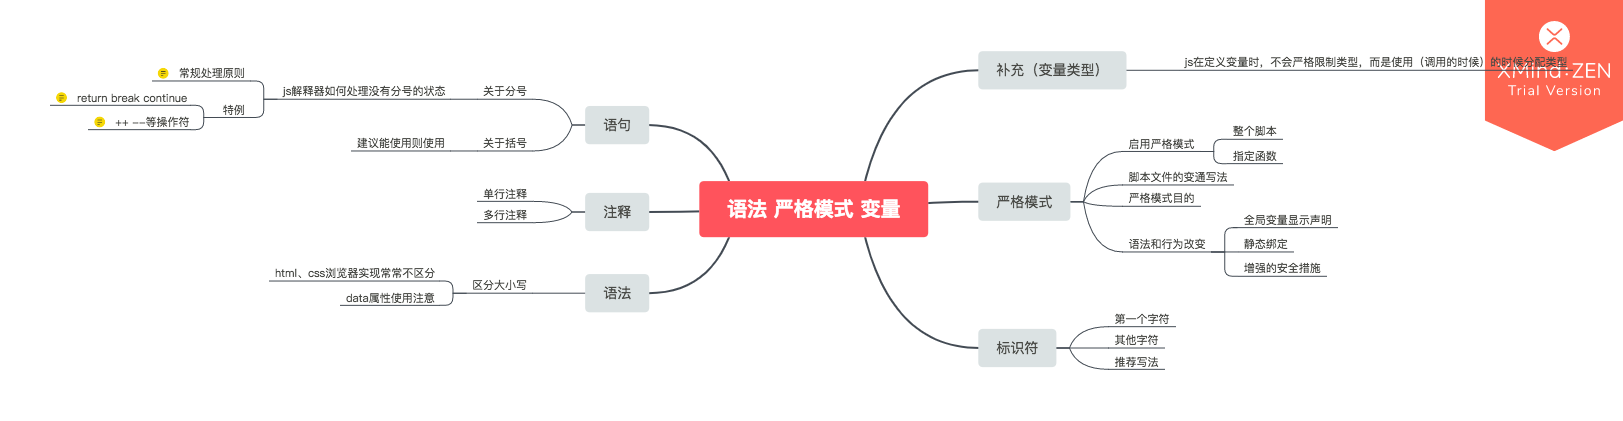 语法 严格模式 变量
补充（变量类型）
js在定义变量时，不会严格限制类型，而是使用（调用的时候）的时候分配类型
严格模式
启用严格模式
整个脚本
指定函数
脚本文件的变通写法
严格模式目的
语法和行为改变
全局变量显示声明
静态绑定
增强的安全措施
标识符
第一个字符
其他字符
推荐写法
语句
关于分号
js解释器如何处理没有分号的状态
常规处理原则
特例
return break continue
++ --等操作符
关于括号
建议能使用则使用
注释
单行注释
多行注释
语法
区分大小写
html、css浏览器实现常常不区分
data属性使用注意
XMind:ZEN
Trial Version